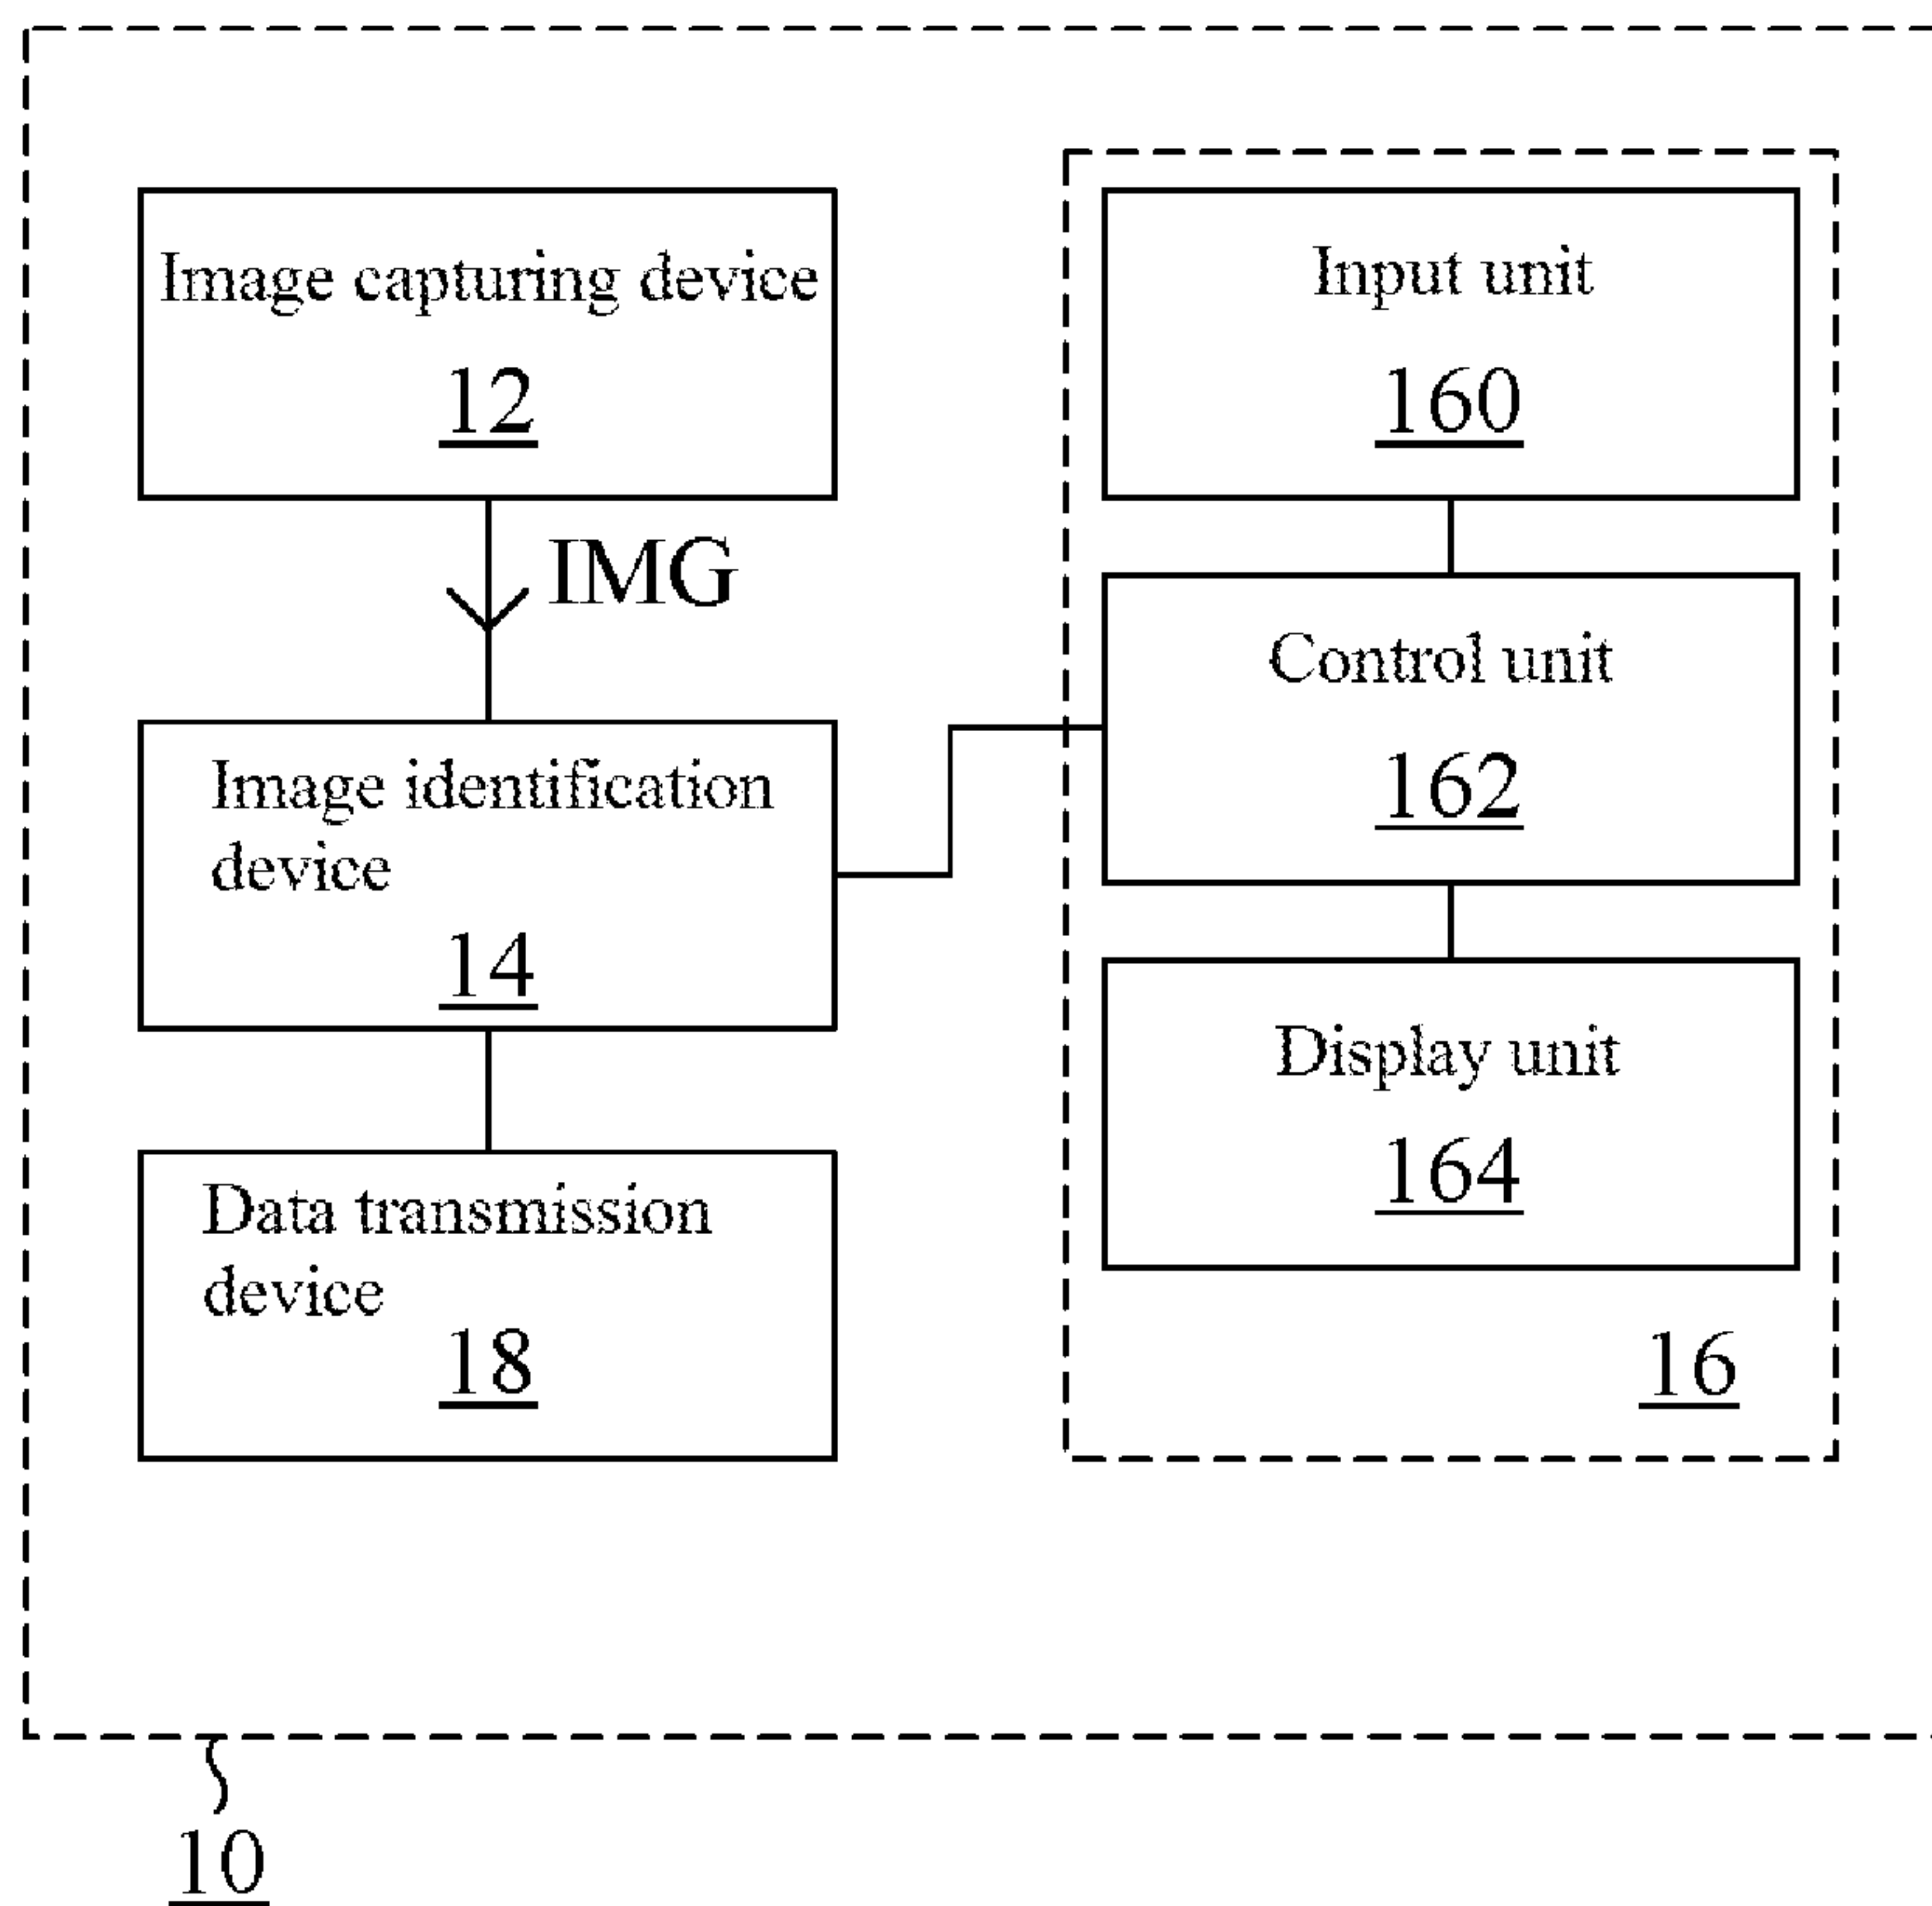 Image capturing device
12
IMG
Image identification
device
14
Data transmission
device
18
Input unit
160
Control unit
162
Display unit
164
16
10